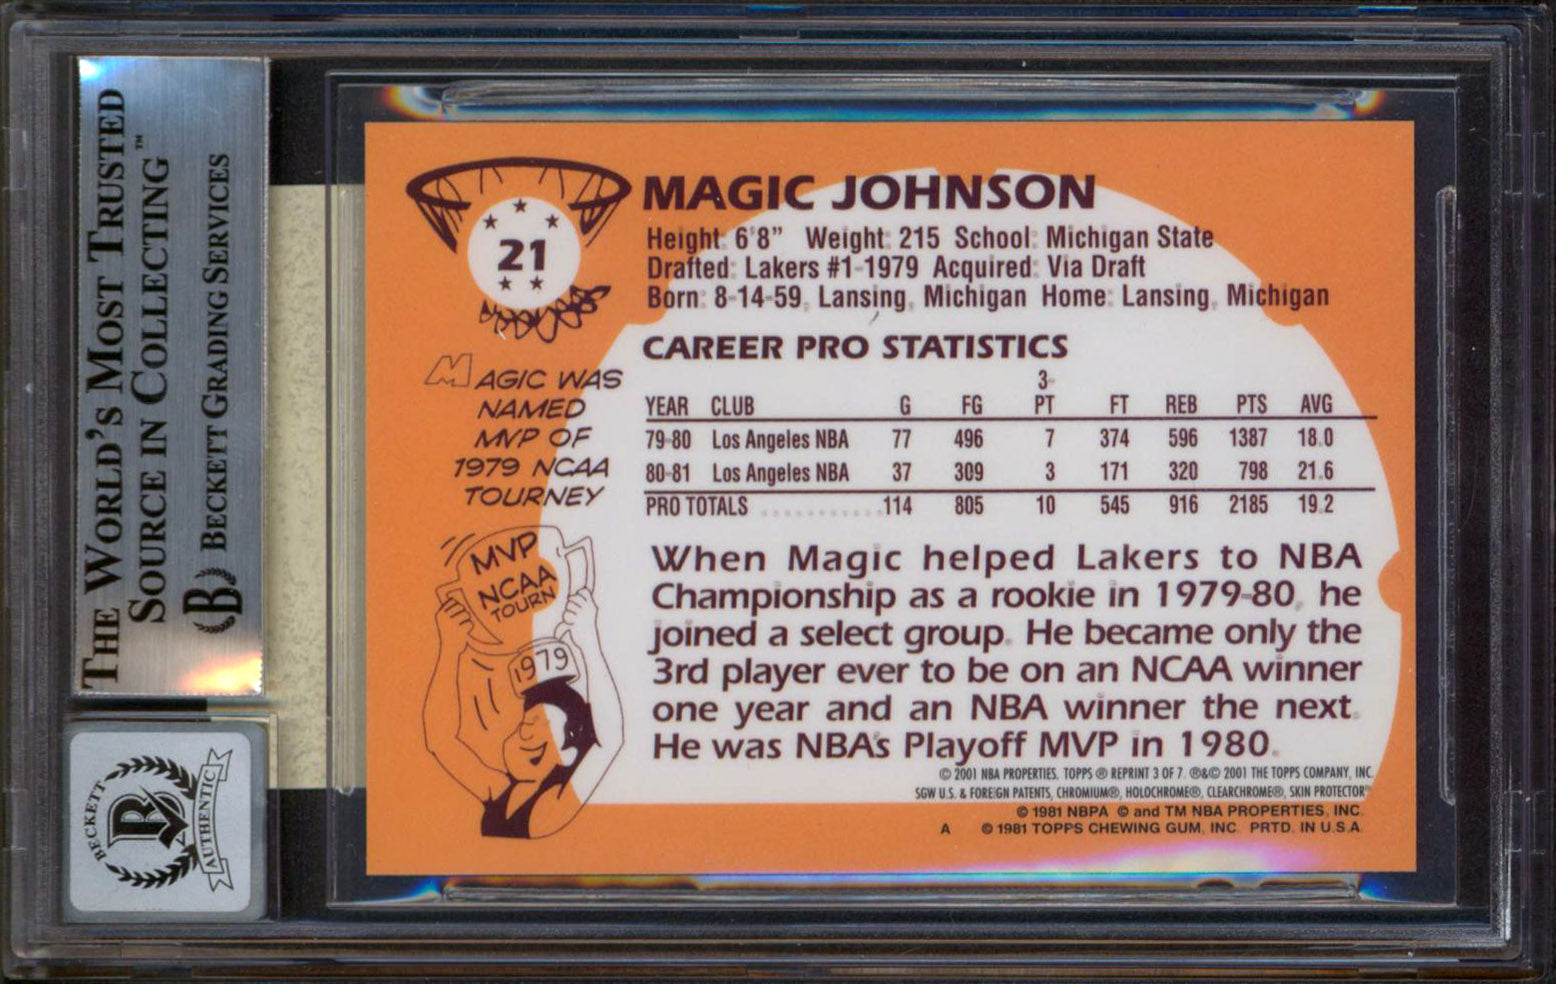 THE WORLD'S MOST TRUSTED
SOURCE IN COLLECTING™
BECKETT GRADING SERVICES
B
BECKETT
B
AUTHENTIC
21
MAGIC JOHNSON
Height: 6'8" Weight: 215 School: Michigan State
Drafted: Lakers #1-1979 Acquired: Via Draft
Born: 8-14-59, Lansing, Michigan Home: Lansing, Michigan
MAGIC WAS
NAMED
MVP OF
1979 NCAA
TOURNEY
MVP
NCAA
TOURN
1979
CAREER PRO STATISTICS
YEAR CLUB G FG 3-PT FT REB PTS AVG
79-80 Los Angeles NBA 77 496 7 374 596 1387 18.0
80-81 Los Angeles NBA 37 309 3 171 320 798 21.6
PRO TOTALS ............ 114 805 10 545 916 2185 19.2
When Magic helped Lakers to NBA
Championship as a rookie in 1979-80, he
joined a select group. He became only the
3rd player ever to be on an NCAA winner
one year and an NBA winner the next.
He was NBA's Playoff MVP in 1980.
© 2001 NBA PROPERTIES. TOPPS ® REPRINT 3 OF 7. ®&© 2001 THE TOPPS COMPANY, INC.
SGW U.S. & FOREIGN PATENTS, CHROMIUM®, HOLOCHROME®, CLEARCHROME®, SKIN PROTECTOR®
© 1981 NBPA © and TM NBA PROPERTIES, INC.
A © 1981 TOPPS CHEWING GUM, INC. PRTD. IN U.S.A.